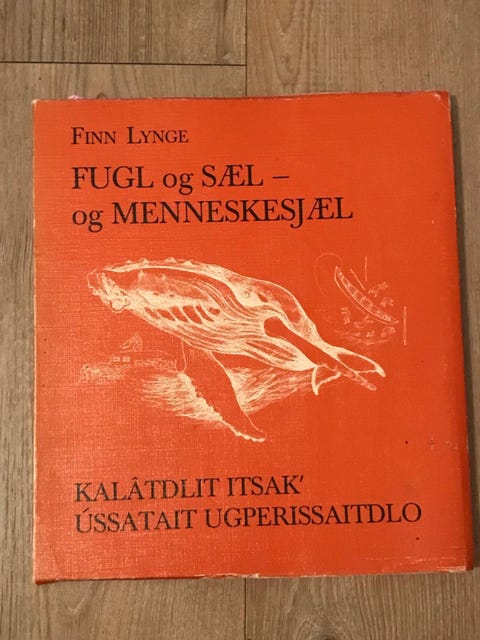 FINN LYNGE
FUGL og SÆL –
og MENNESKESJÆL
KALÂTDLIT ITSAK'
ÚSSATAIT UGPERISSAITDLO